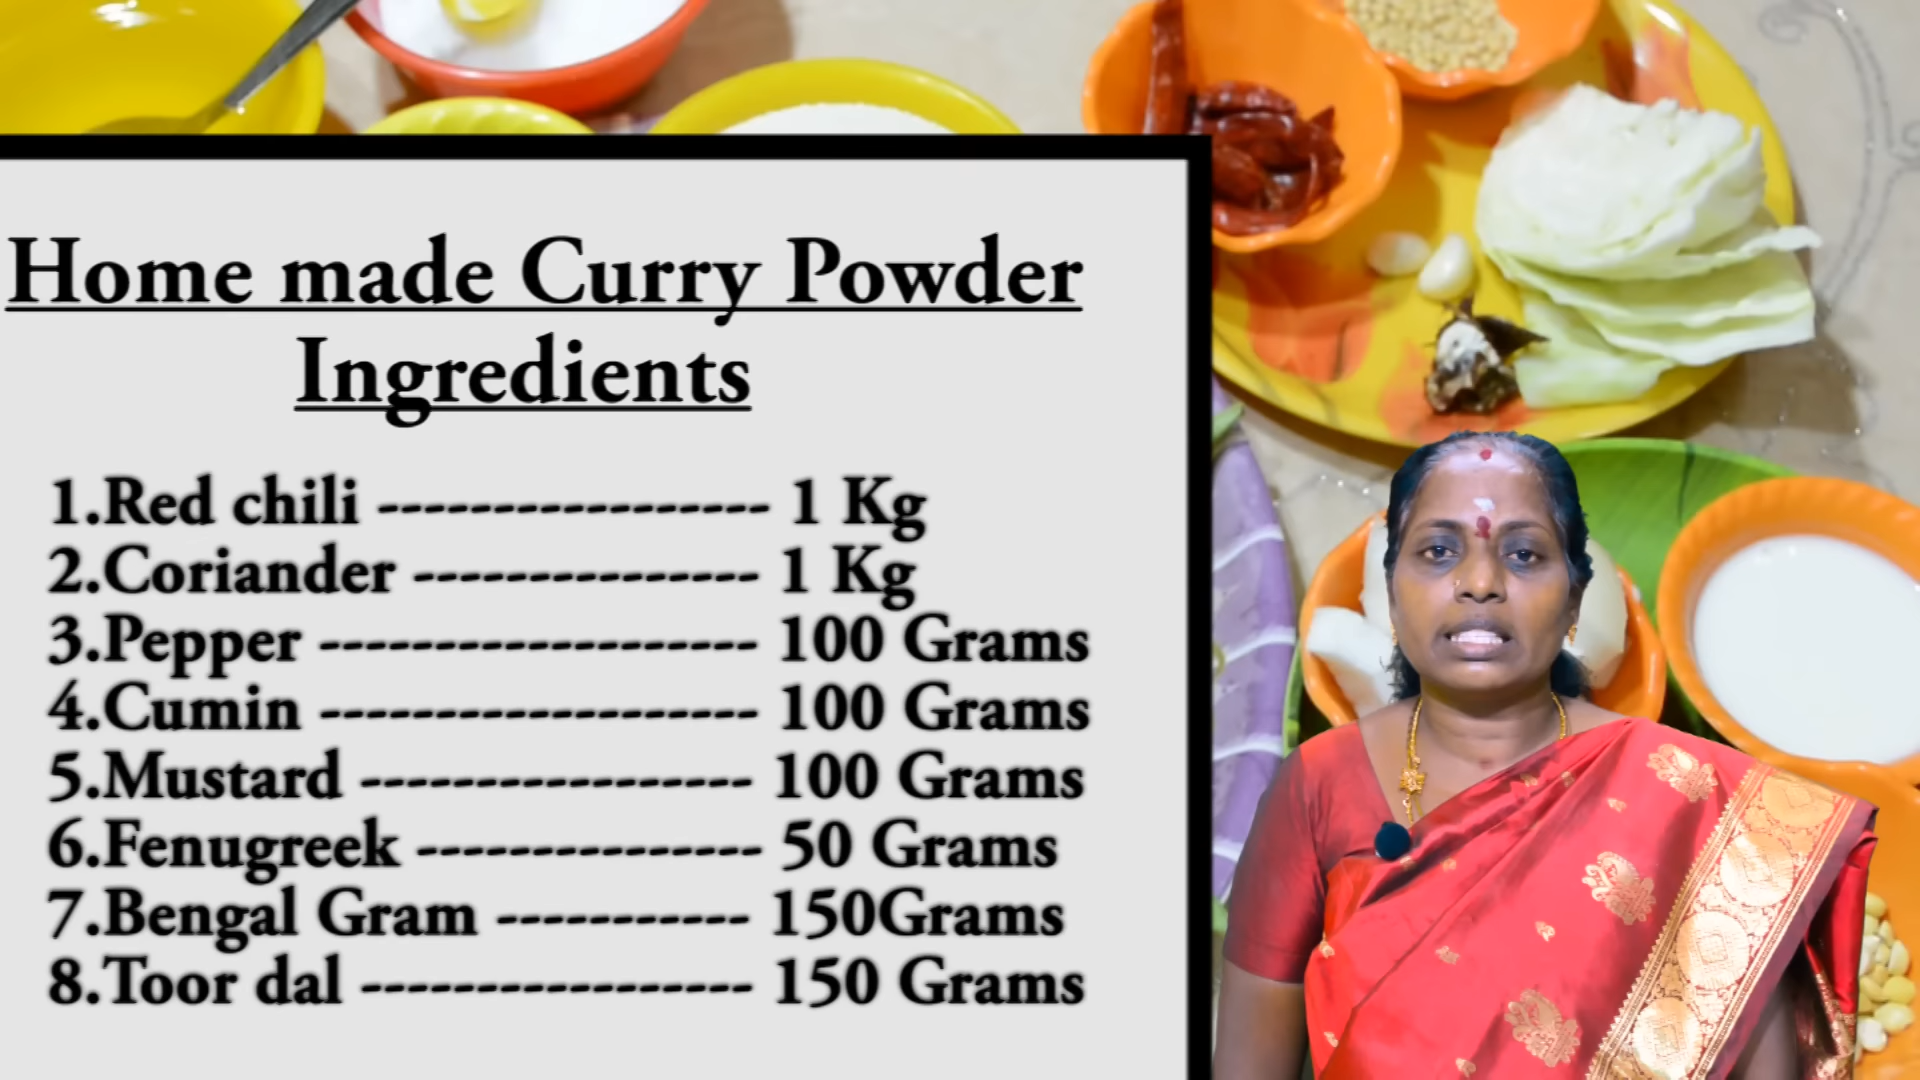 Home made Curry Powder
Ingredients
1.Red chili ----------------- 1 Kg
2.Coriander --------------- 1 Kg
3.Pepper ------------------- 100 Grams
4.Cumin ------------------- 100 Grams
5.Mustard ----------------- 100 Grams
6.Fenugreek --------------- 50 Grams
7.Bengal Gram ----------- 150Grams
8.Toor dal ----------------- 150 Grams